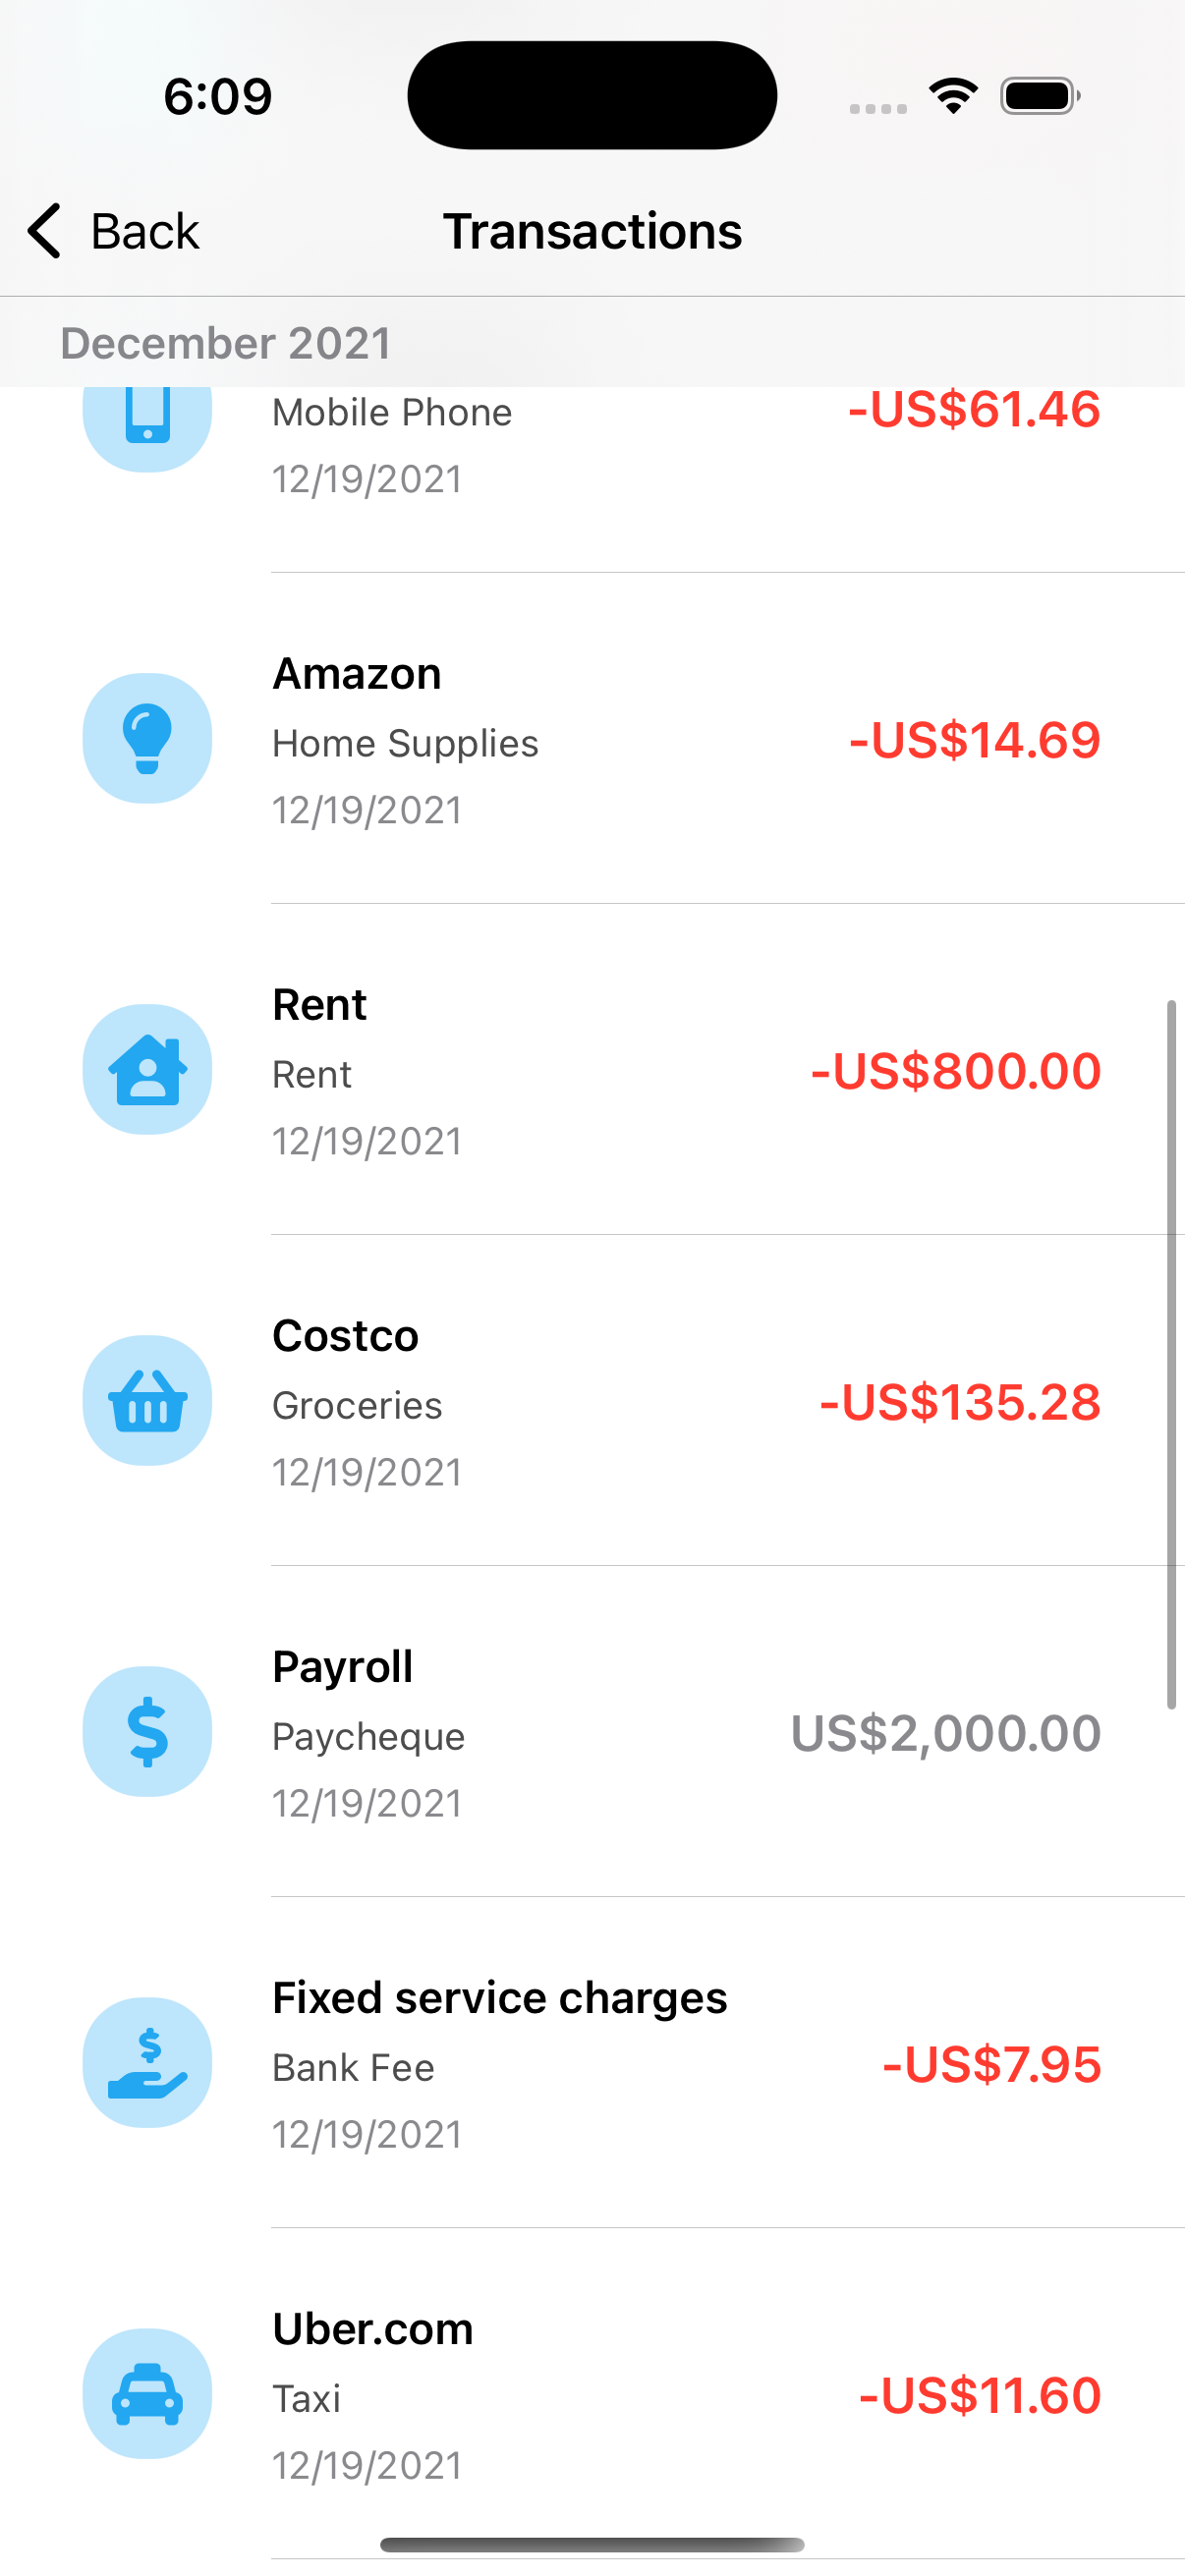 6:09
Back
Transactions
December 2021
Mobile Phone
-US$61.46
12/19/2021
Amazon
Home Supplies
-US$14.69
12/19/2021
Rent
Rent
-US$800.00
12/19/2021
Costco
Groceries
-US$135.28
12/19/2021
Payroll
Paycheque
US$2,000.00
12/19/2021
Fixed service charges
Bank Fee
-US$7.95
12/19/2021
Uber.com
Taxi
-US$11.60
12/19/2021